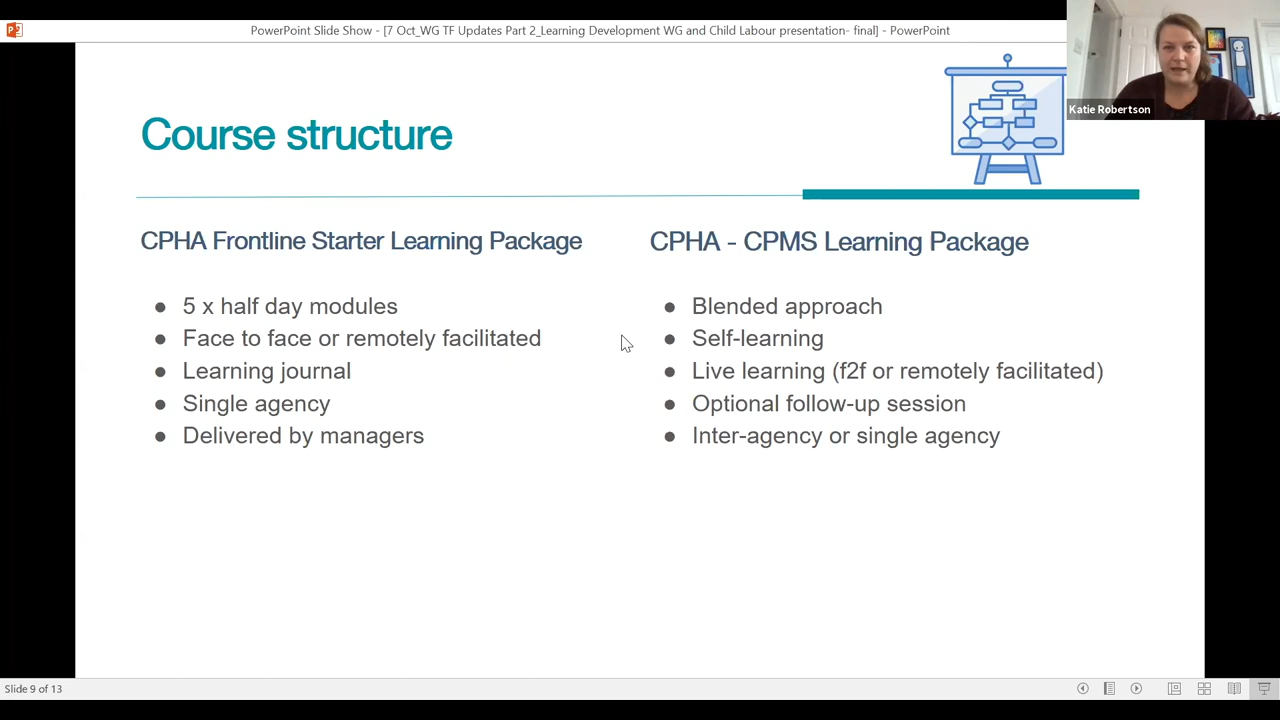 PowerPoint Slide Show - [7 Oct_WG TF Updates Part 2_Learning Development WG and Child Labour presentation- final] - PowerPoint
Katie Robertson
Course structure
CPHA Frontline Starter Learning Package
● 5 x half day modules
● Face to face or remotely facilitated
● Learning journal
● Single agency
● Delivered by managers
CPHA - CPMS Learning Package
● Blended approach
● Self-learning
● Live learning (f2f or remotely facilitated)
● Optional follow-up session
● Inter-agency or single agency
Slide 9 of 13